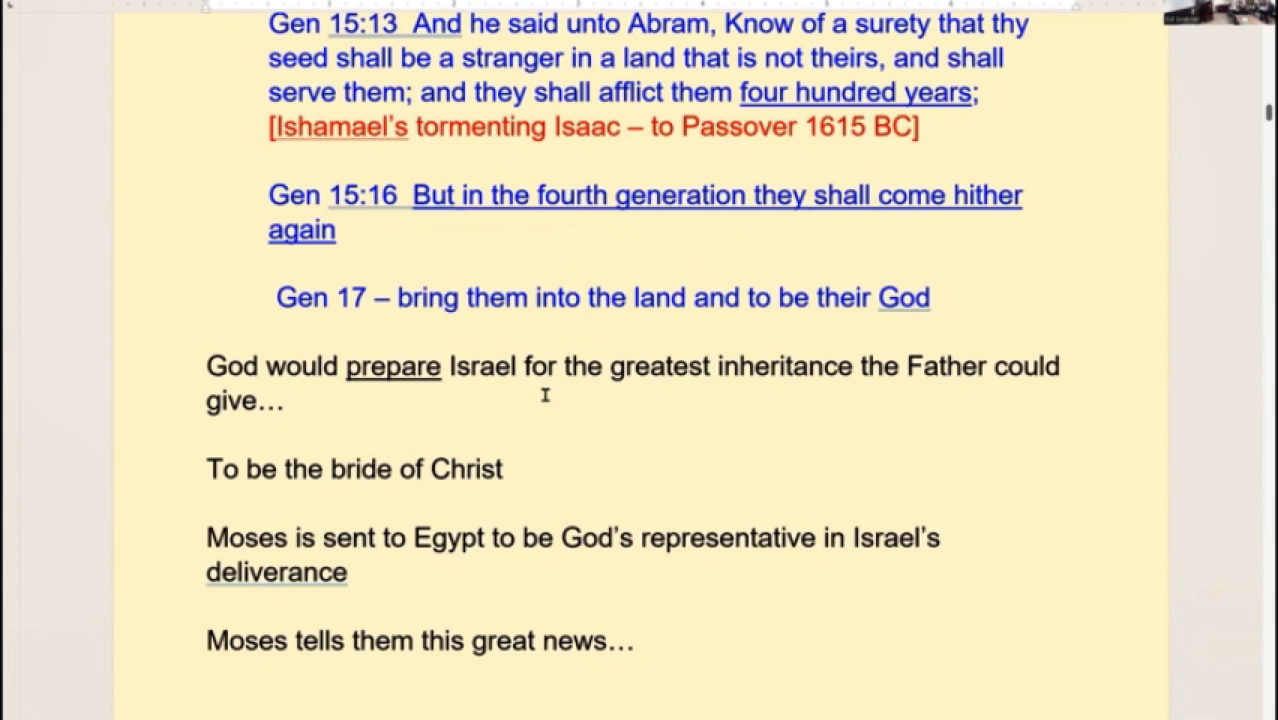 Gen 15:13 And he said unto Abram, Know of a surety that thy
seed shall be a stranger in a land that is not theirs, and shall
serve them; and they shall afflict them four hundred years;
[Ishamael's tormenting Isaac – to Passover 1615 BC]
Gen 15:16 But in the fourth generation they shall come hither
again
Gen 17 – bring them into the land and to be their God
God would prepare Israel for the greatest inheritance the Father could
give…
To be the bride of Christ
Moses is sent to Egypt to be God's representative in Israel's
deliverance
Moses tells them this great news…